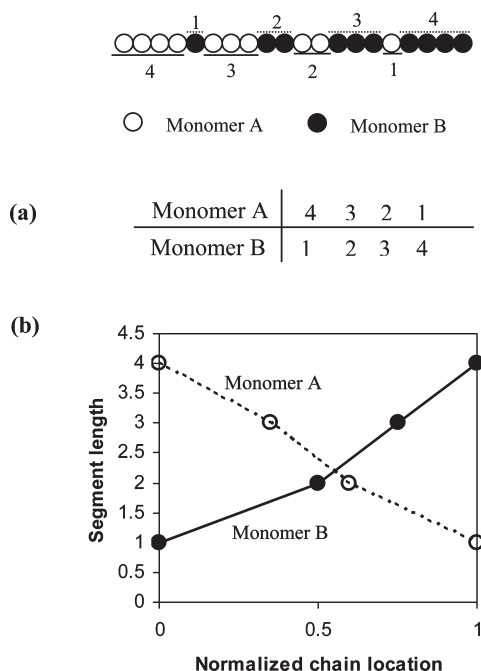 1 2 3 4
4 3 2 1
Monomer A Monomer B
(a)
Monomer A 4 3 2 1
Monomer B 1 2 3 4
(b)
4.5
4
3.5
3
2.5
2
1.5
1
0.5
0
Segment length
Monomer A
Monomer B
0 0.5 1
Normalized chain location